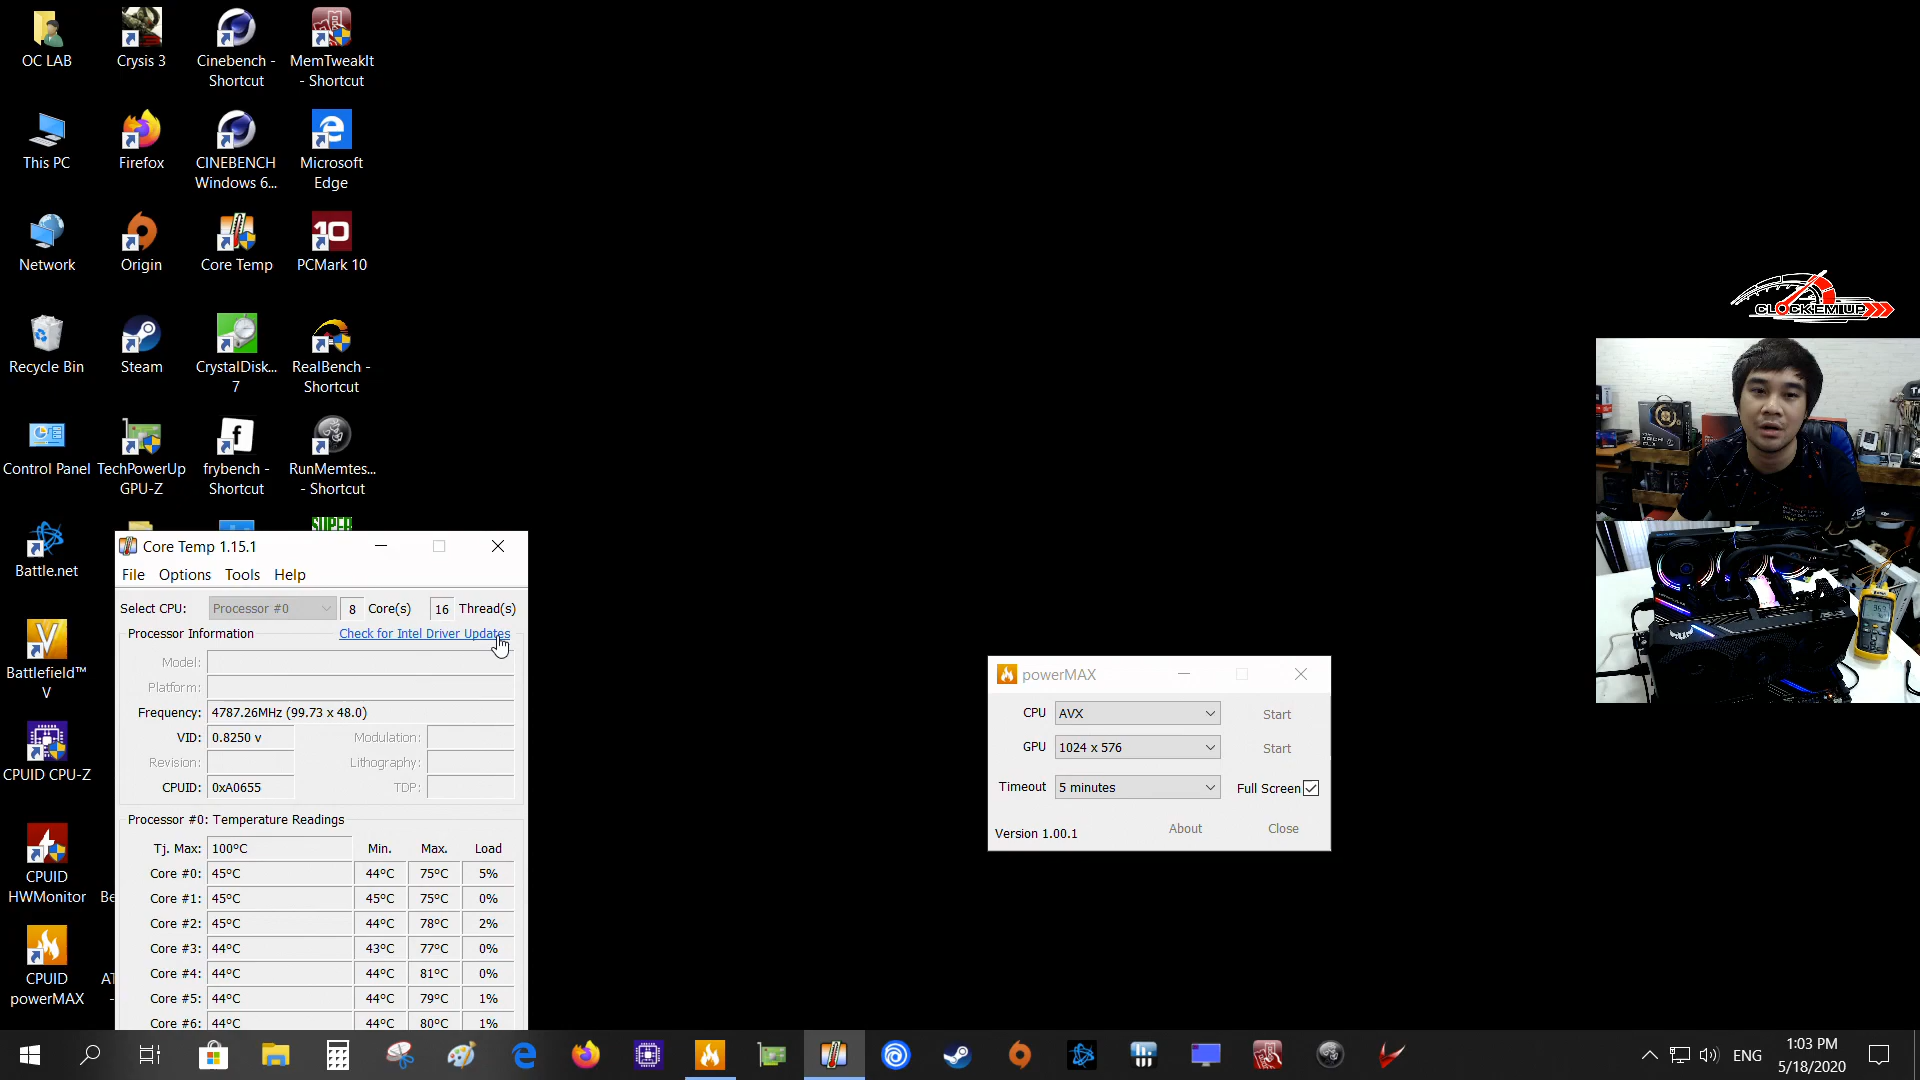 OC LAB
Crysis 3
Cinebench -
Shortcut
MemTweakIt
- Shortcut
This PC
Firefox
CINEBENCH
Windows 6...
Microsoft
Edge
Network
Origin
Core Temp
10
PCMark 10
Recycle Bin
Steam
CrystalDisk...
7
RealBench -
Shortcut
Control Panel
TechPowerUp
GPU-Z
frybench -
Shortcut
RunMemtes...
- Shortcut
SUPER
Battle.net
Battlefield™
V
CPUID CPU-Z
CPUID
HWMonitor
Be
CPUID
powerMAX
AT
-
Core Temp 1.15.1
File Options Tools Help
Select CPU: Processor #0 8 Core(s) 16 Thread(s)
Processor Information Check for Intel Driver Updates
Model:
Platform:
Frequency: 4787.26MHz (99.73 x 48.0)
VID: 0.8250 v Modulation:
Revision: Lithography:
CPUID: 0xA0655 TDP:
Processor #0: Temperature Readings
Tj. Max: 100°C Min. Max. Load
Core #0: 45°C 44°C 75°C 5%
Core #1: 45°C 45°C 75°C 0%
Core #2: 45°C 44°C 78°C 2%
Core #3: 44°C 43°C 77°C 0%
Core #4: 44°C 44°C 81°C 0%
Core #5: 44°C 44°C 79°C 1%
Core #6: 44°C 44°C 80°C 1%
powerMAX
CPU AVX Start
GPU 1024 x 576 Start
Timeout 5 minutes Full Screen
Version 1.00.1 About Close
CLOCK'EM UP
ENG
1:03 PM
5/18/2020